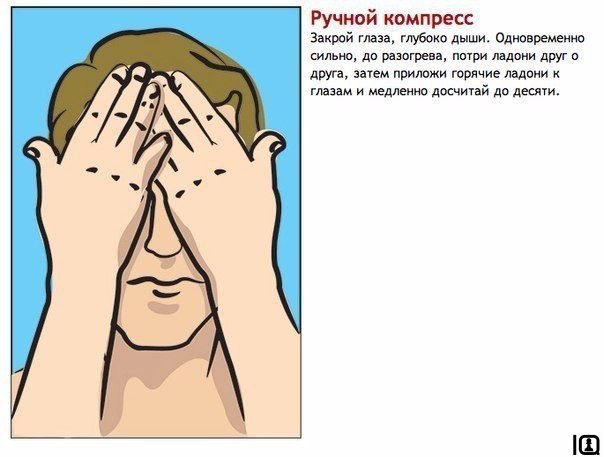 Ручной компресс
Закрой глаза, глубоко дыши. Одновременно
сильно, до разогрева, потри ладони друг о
друга, затем приложи горячие ладони к
глазам и медленно досчитай до десяти.